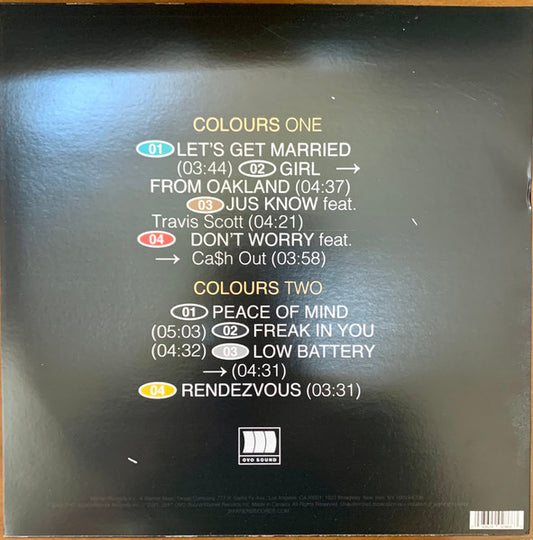 COLOURS ONE
01 LET'S GET MARRIED
(03:44) 02 GIRL →
FROM OAKLAND (04:37)
03 JUS KNOW feat.
Travis Scott (04:21)
04 DON'T WORRY feat.
→ Ca$h Out (03:58)
COLOURS TWO
01 PEACE OF MIND
(05:03) 02 FREAK IN YOU
(04:32) 03 LOW BATTERY
→ (04:31)
04 RENDEZVOUS (03:31)
OVO SOUND